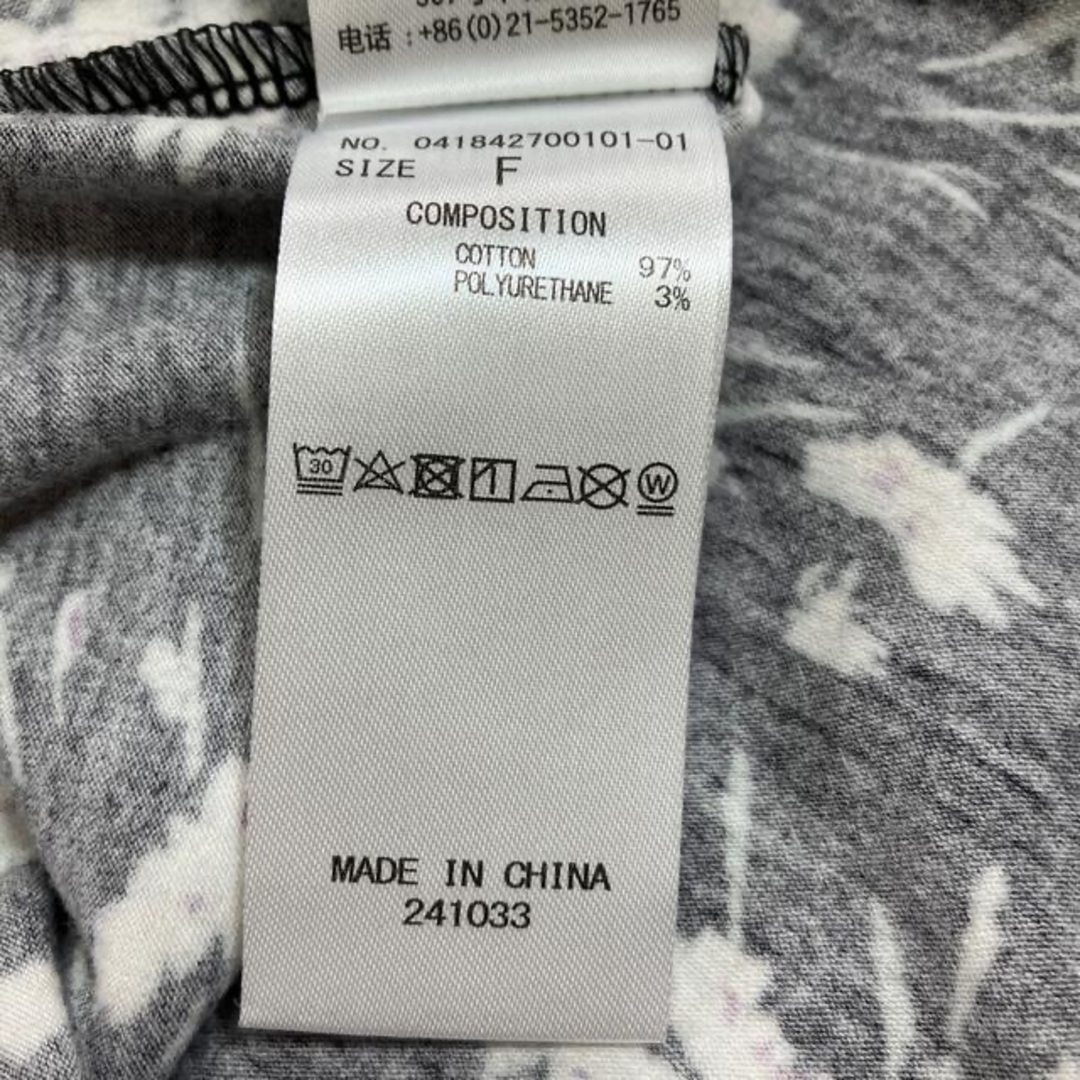 电话 :+86(0)21-5352-1765
NO. 041842700101-01
SIZE F
COMPOSITION
COTTON 97%
POLYURETHANE 3%
30
W
MADE IN CHINA
241033